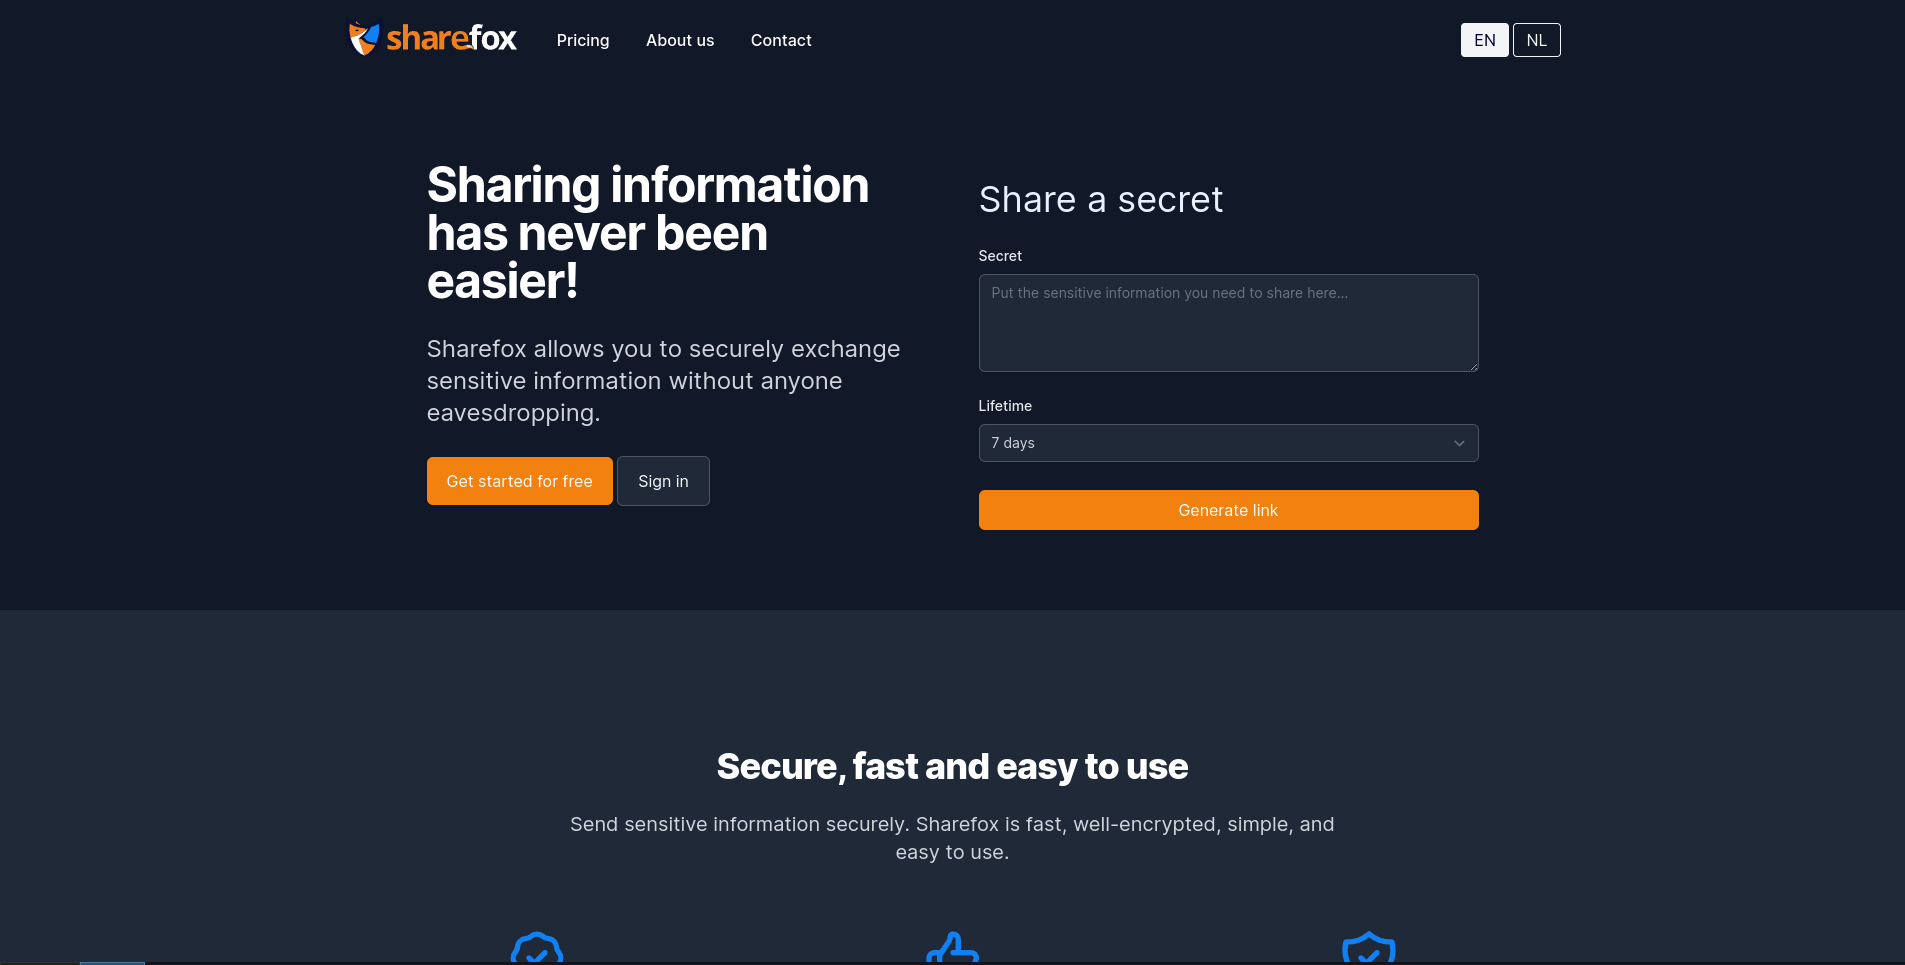 sharefox
Pricing
About us
Contact
EN
NL
Sharing information
has never been
easier!
Sharefox allows you to securely exchange
sensitive information without anyone
eavesdropping.
Get started for free
Sign in
Share a secret
Secret
Put the sensitive information you need to share here...
Lifetime
7 days
Generate link
Secure, fast and easy to use
Send sensitive information securely. Sharefox is fast, well-encrypted, simple, and
easy to use.